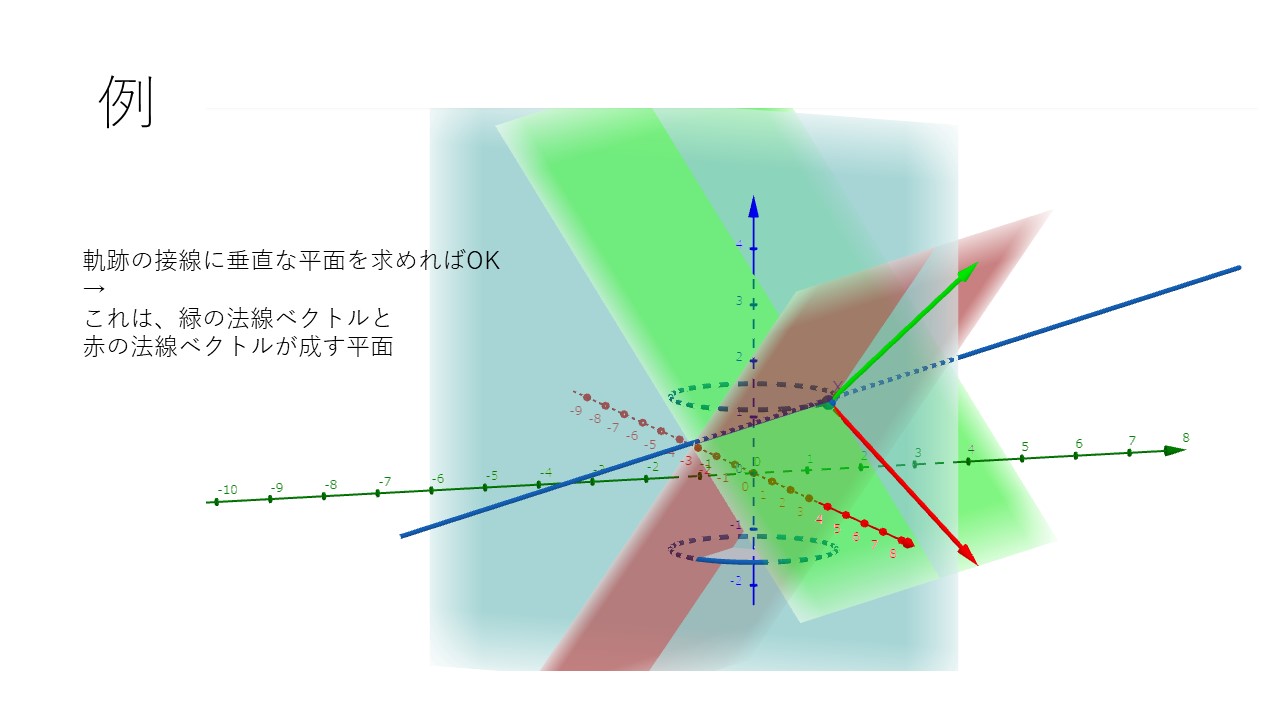 例
軌跡の接線に垂直な平面を求めればOK
→
これは、緑の法線ベクトルと
赤の法線ベクトルが成す平面
4
3
2
1
-1
-2
-10 -9 -8 -7 -6 -5 -4 -3 -2 -1 0 1 2 3 4 5 6 7 8
-9 -8 -7 -6 -5 -4 -3 0 1 2 3 4 5 6 7 8